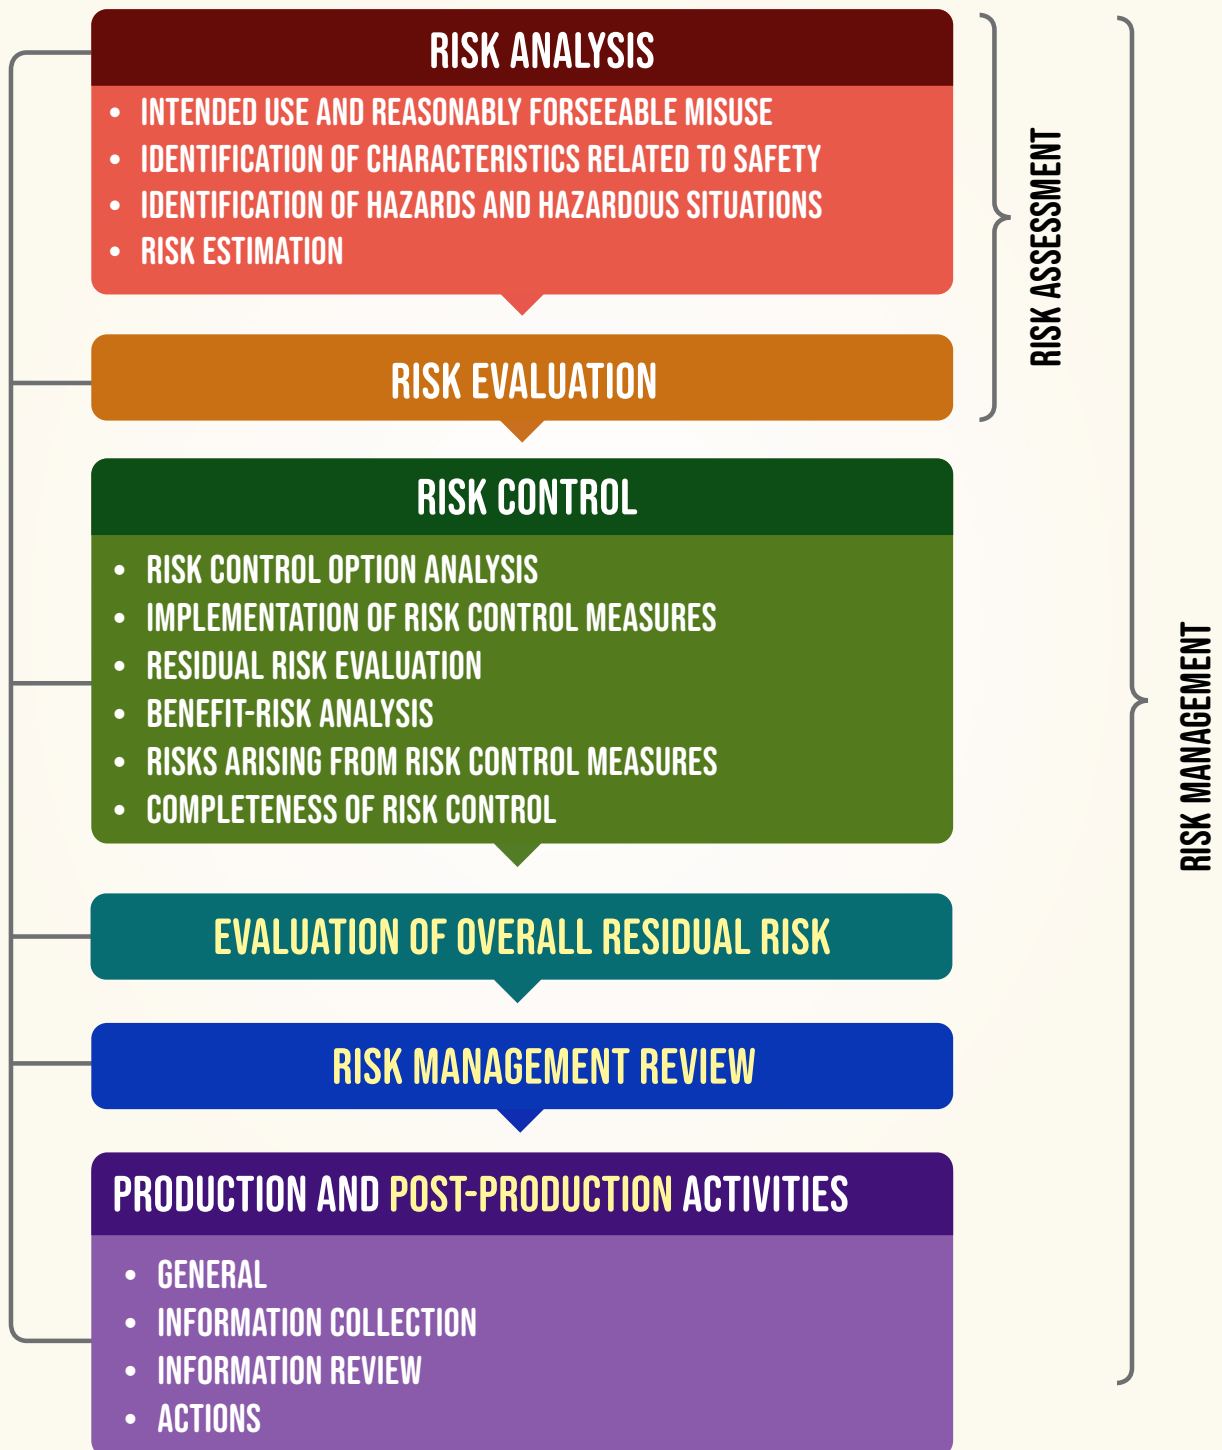 RISK ANALYSIS
• INTENDED USE AND REASONABLY FORSEEABLE MISUSE
• IDENTIFICATION OF CHARACTERISTICS RELATED TO SAFETY
• IDENTIFICATION OF HAZARDS AND HAZARDOUS SITUATIONS
• RISK ESTIMATION
RISK EVALUATION
RISK ASSESSMENT
RISK CONTROL
• RISK CONTROL OPTION ANALYSIS
• IMPLEMENTATION OF RISK CONTROL MEASURES
• RESIDUAL RISK EVALUATION
• BENEFIT-RISK ANALYSIS
• RISKS ARISING FROM RISK CONTROL MEASURES
• COMPLETENESS OF RISK CONTROL
EVALUATION OF OVERALL RESIDUAL RISK
RISK MANAGEMENT REVIEW
PRODUCTION AND POST-PRODUCTION ACTIVITIES
• GENERAL
• INFORMATION COLLECTION
• INFORMATION REVIEW
• ACTIONS
RISK MANAGEMENT